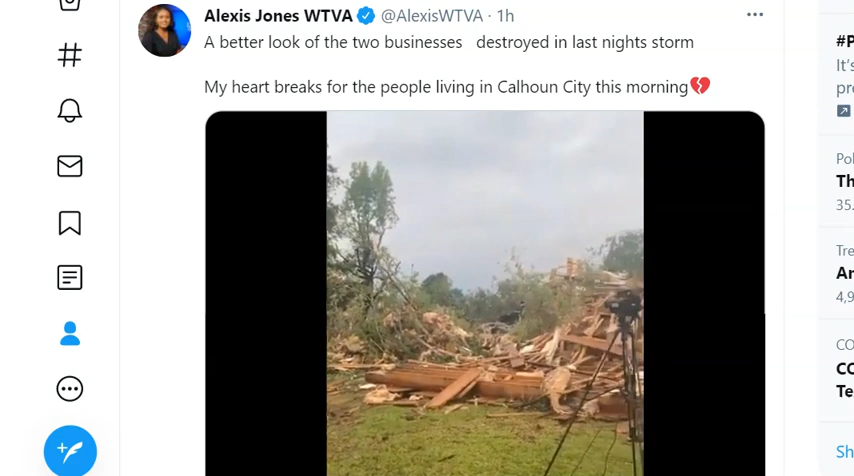 Alexis Jones WTVA @AlexisWTVA · 1h
A better look of the two businesses destroyed in last nights storm
My heart breaks for the people living in Calhoun City this morning💔
#P
It's
pr
Pol
Th
35.
Tre
Ar
4,9
CO
CC
Te
Sh